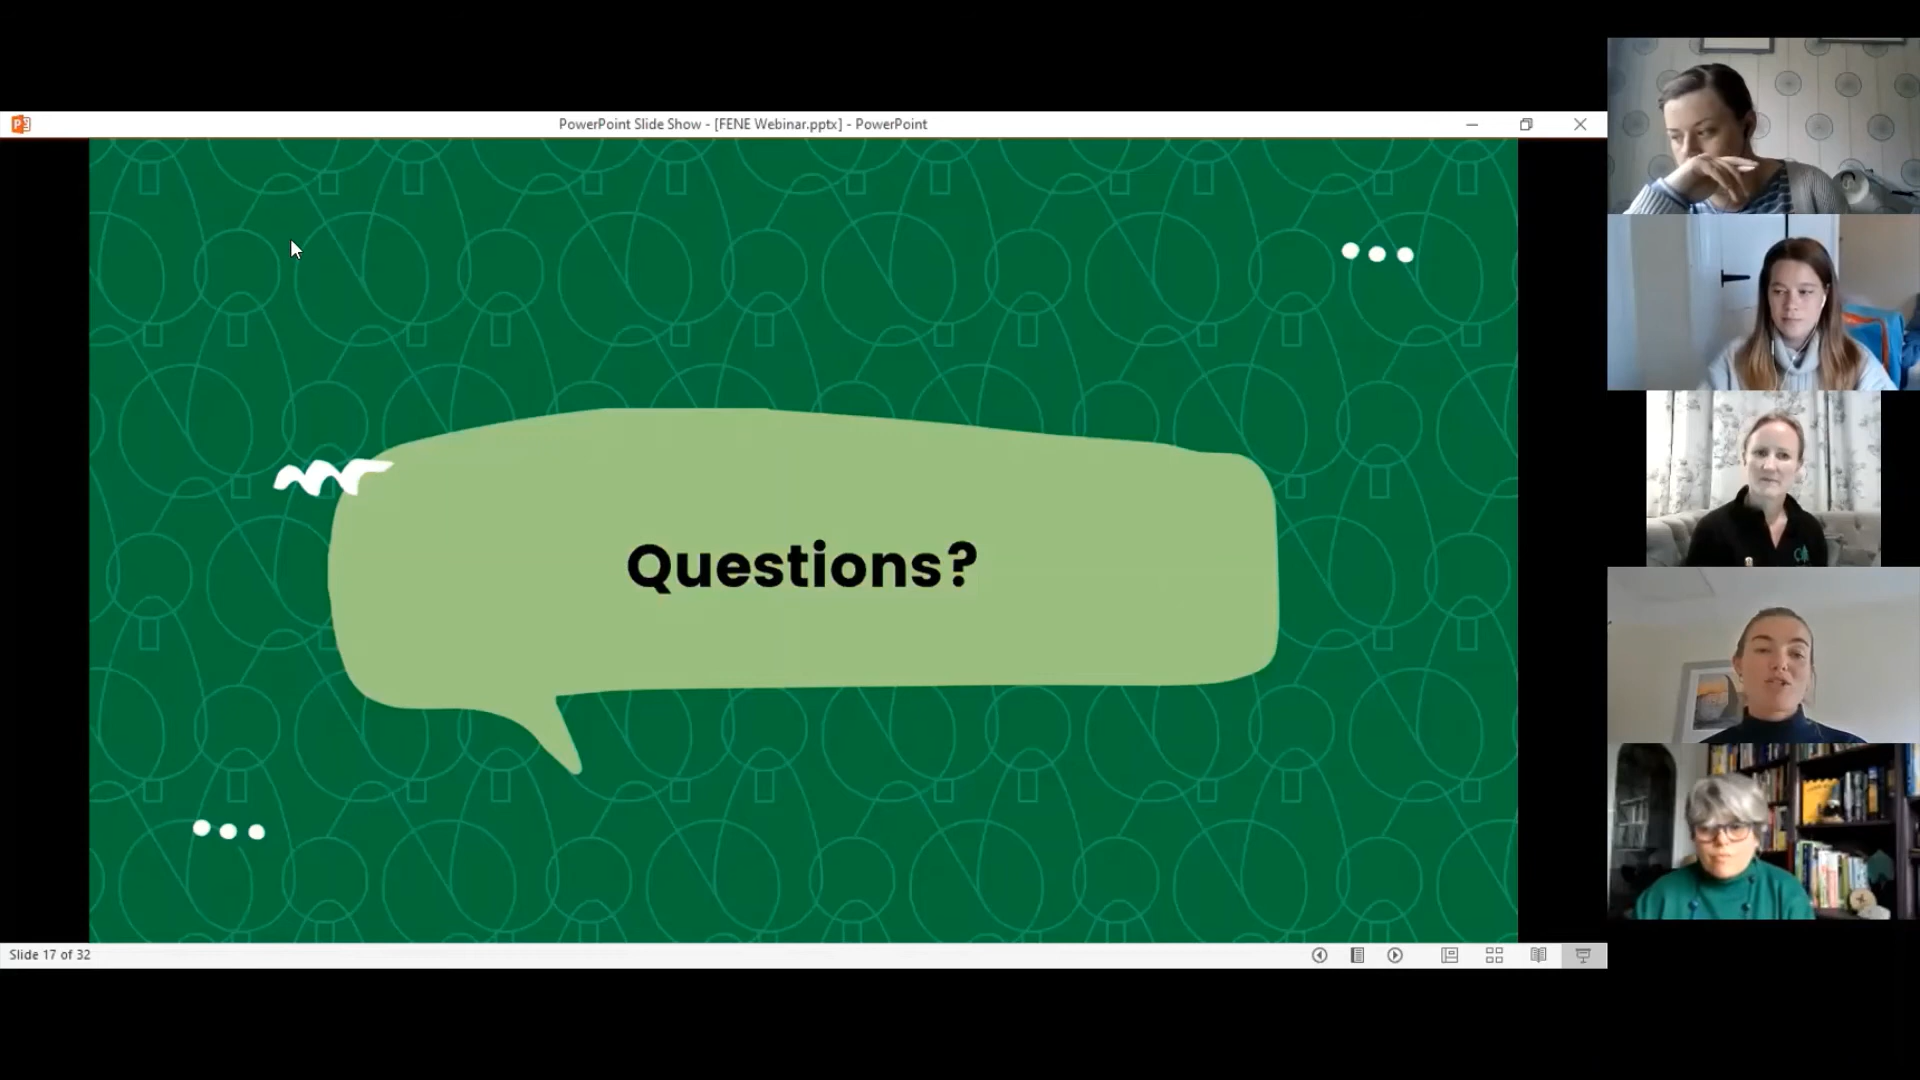 PowerPoint Slide Show - [FENE Webinar.pptx] - PowerPoint
Questions?
Slide 17 of 32